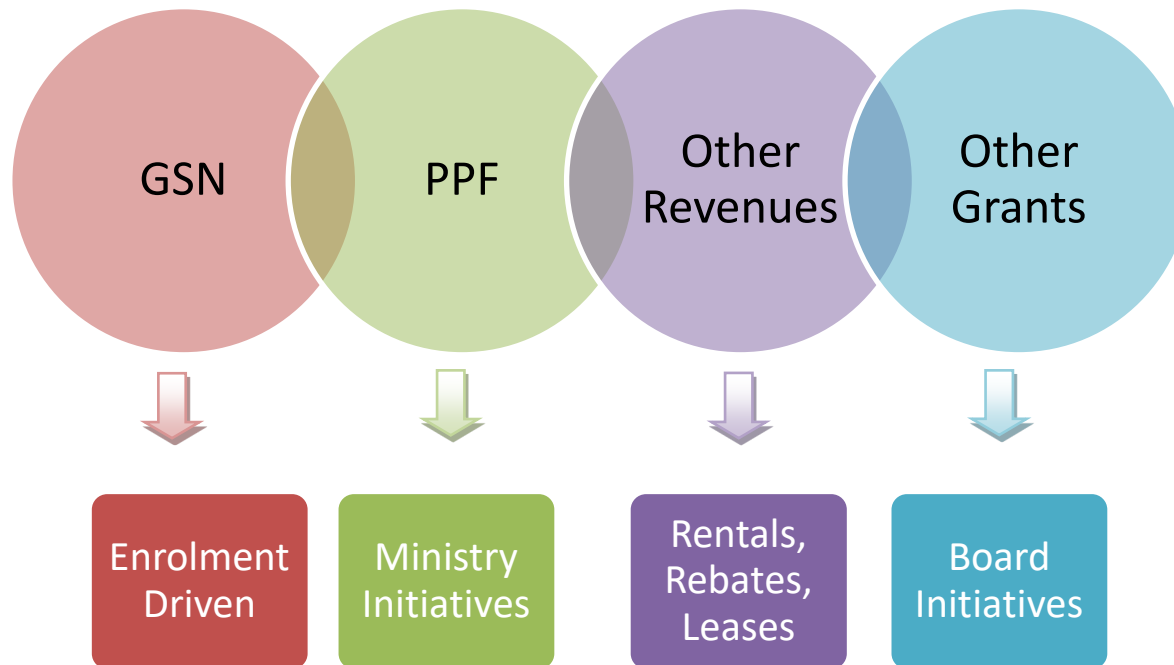 GSN
PPF
Other
Revenues
Other
Grants
Enrolment
Driven
Ministry
Initiatives
Rentals,
Rebates,
Leases
Board
Initiatives